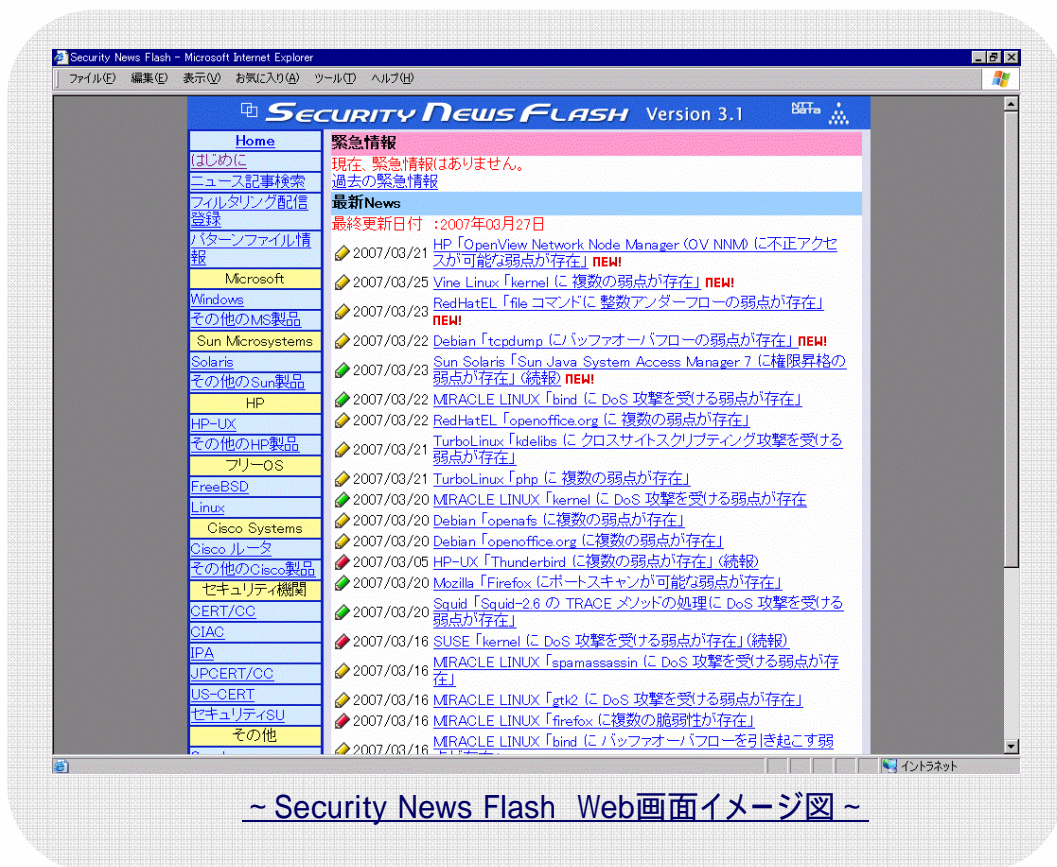 Security News Flash - Microsoft Internet Explorer
ファイル(F) 編集(E) 表示(V) お気に入り(A) ツール(T) ヘルプ(H)
SECURITY NEWS FLASH Version 3.1 NTT DATA
Home
はじめに
ニュース記事検索
フィルタリング配信
登録
パターンファイル情
報
Microsoft
Windows
その他のMS製品
Sun Microsystems
Solaris
その他のSun製品
HP
HP-UX
その他のHP製品
フリーOS
FreeBSD
Linux
Cisco Systems
Cisco ルータ
その他のCisco製品
セキュリティ機関
CERT/CC
CIAC
IPA
JPCERT/CC
US-CERT
セキュリティSU
その他
緊急情報
現在、緊急情報はありません。
過去の緊急情報
最新News
最終更新日付 :2007年03月27日
2007/03/21 HP「OpenView Network Node Manager (OV NNM) に不正アクセ
スが可能な弱点が存在」 NEW!
2007/03/25 Vine Linux「kernel に 複数の弱点が存在」 NEW!
2007/03/23 RedHatEL「file コマンドに 整数アンダーフローの弱点が存在」
NEW!
2007/03/22 Debian「tcpdump にバッファオーバフローの弱点が存在」 NEW!
2007/03/23 Sun Solaris「Sun Java System Access Manager 7 に権限昇格の
弱点が存在」(続報) NEW!
2007/03/22 MIRACLE LINUX「bind に DoS 攻撃を受ける弱点が存在」
2007/03/22 RedHatEL「openoffice.org に 複数の弱点が存在」
2007/03/21 TurboLinux「kdelibs に クロスサイトスクリプティング攻撃を受ける
弱点が存在」
2007/03/21 TurboLinux「php に 複数の弱点が存在」
2007/03/20 MIRACLE LINUX「kernel に DoS 攻撃を受ける弱点が存在
2007/03/20 Debian「openafs に複数の弱点が存在」
2007/03/20 Debian「openoffice.org に複数の弱点が存在」
2007/03/05 HP-UX「Thunderbird に複数の弱点が存在」(続報)
2007/03/20 Mozilla「Firefox にポートスキャンが可能な弱点が存在」
2007/03/20 Squid「Squid-2.6 の TRACE メソッドの処理に DoS 攻撃を受ける
弱点が存在」
2007/03/16 SUSE「kernel に DoS 攻撃を受ける弱点が存在」(続報)
2007/03/16 MIRACLE LINUX「spamassassin に DoS 攻撃を受ける弱点が存
在」
2007/03/16 MIRACLE LINUX「gtk2 に DoS 攻撃を受ける弱点が存在」
2007/03/16 MIRACLE LINUX「firefox に複数の脆弱性が存在」
2007/03/16 MIRACLE LINUX「bind に バッファオーバフローを引き起こす弱
イントラネット
~ Security News Flash Web画面イメージ図 ~